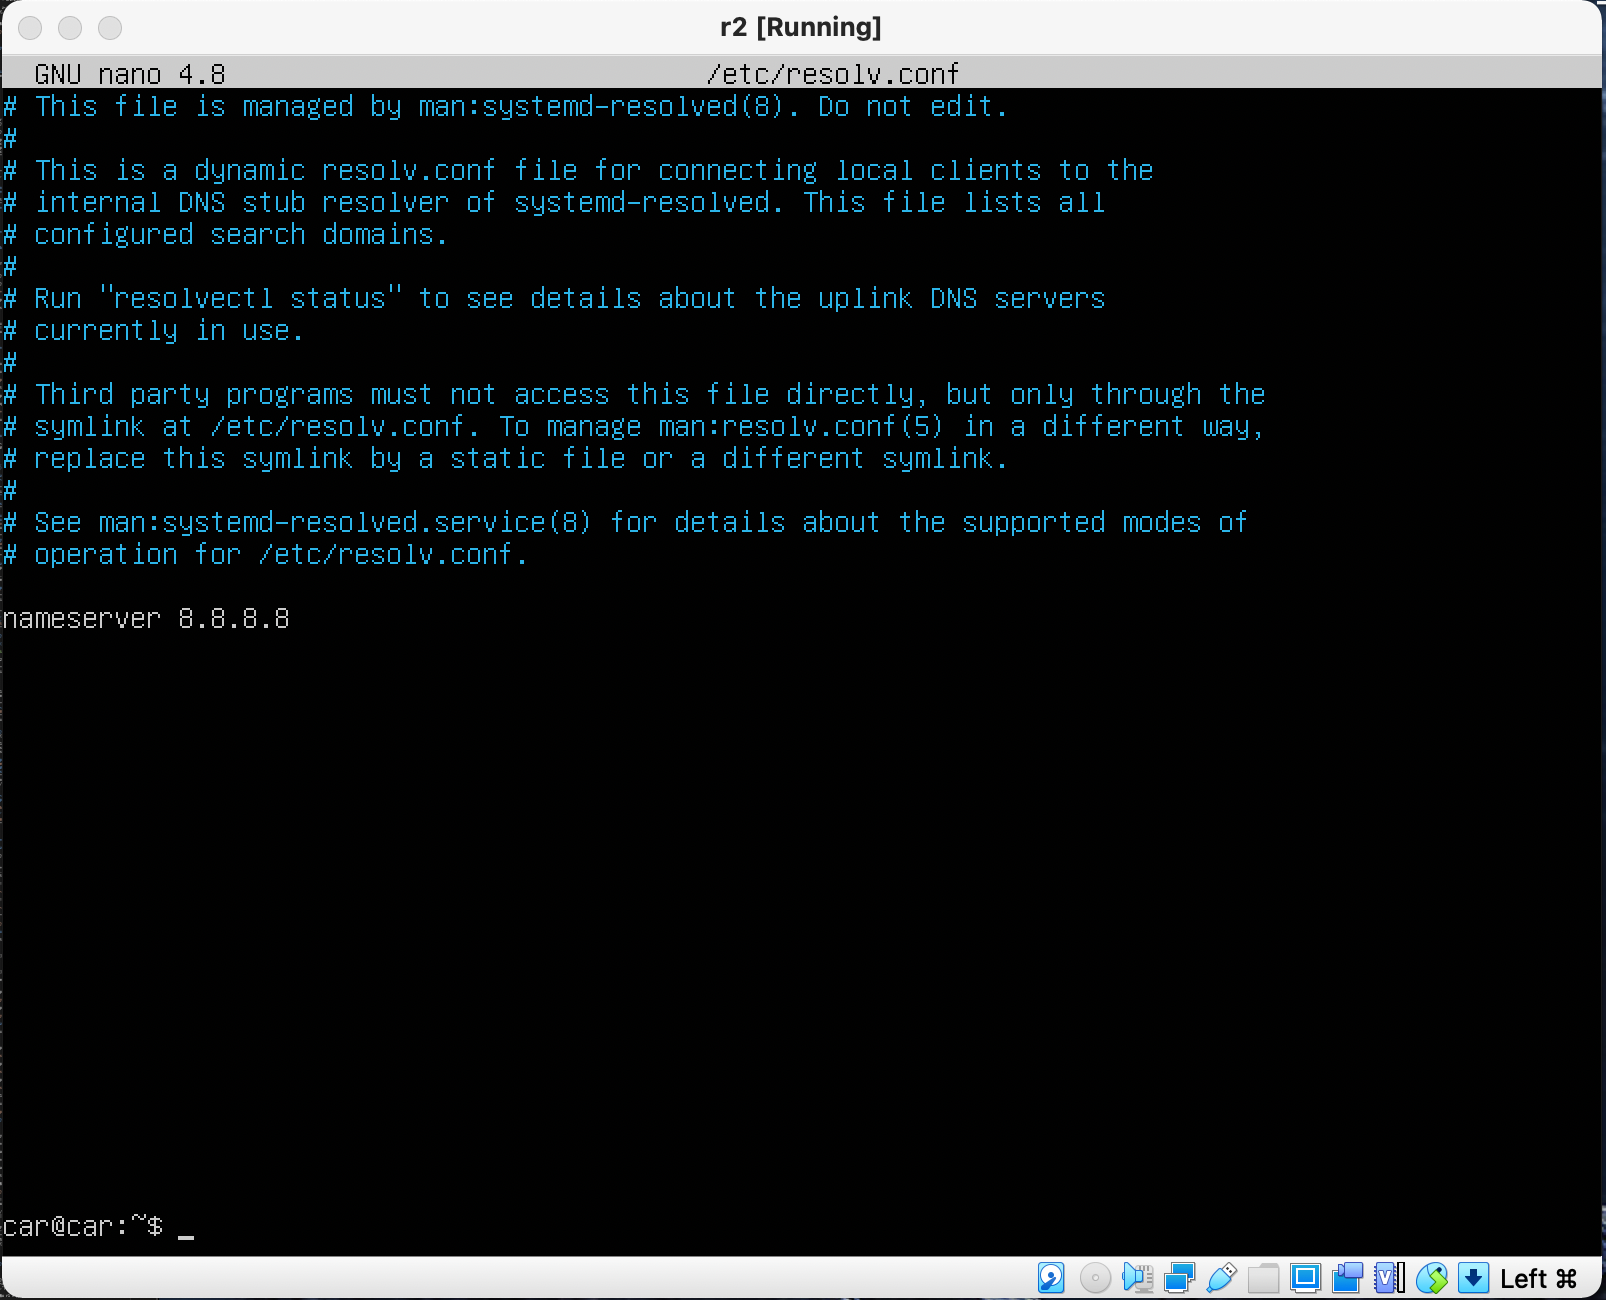 r2 [Running]
GNU nano 4.8 /etc/resolv.conf
# This file is managed by man:systemd-resolved(8). Do not edit.
#
# This is a dynamic resolv.conf file for connecting local clients to the
# internal DNS stub resolver of systemd-resolved. This file lists all
# configured search domains.
#
# Run "resolvectl status" to see details about the uplink DNS servers
# currently in use.
#
# Third party programs must not access this file directly, but only through the
# symlink at /etc/resolv.conf. To manage man:resolv.conf(5) in a different way,
# replace this symlink by a static file or a different symlink.
#
# See man:systemd-resolved.service(8) for details about the supported modes of
# operation for /etc/resolv.conf.
nameserver 8.8.8.8
car@car:~$ _
Left ⌘